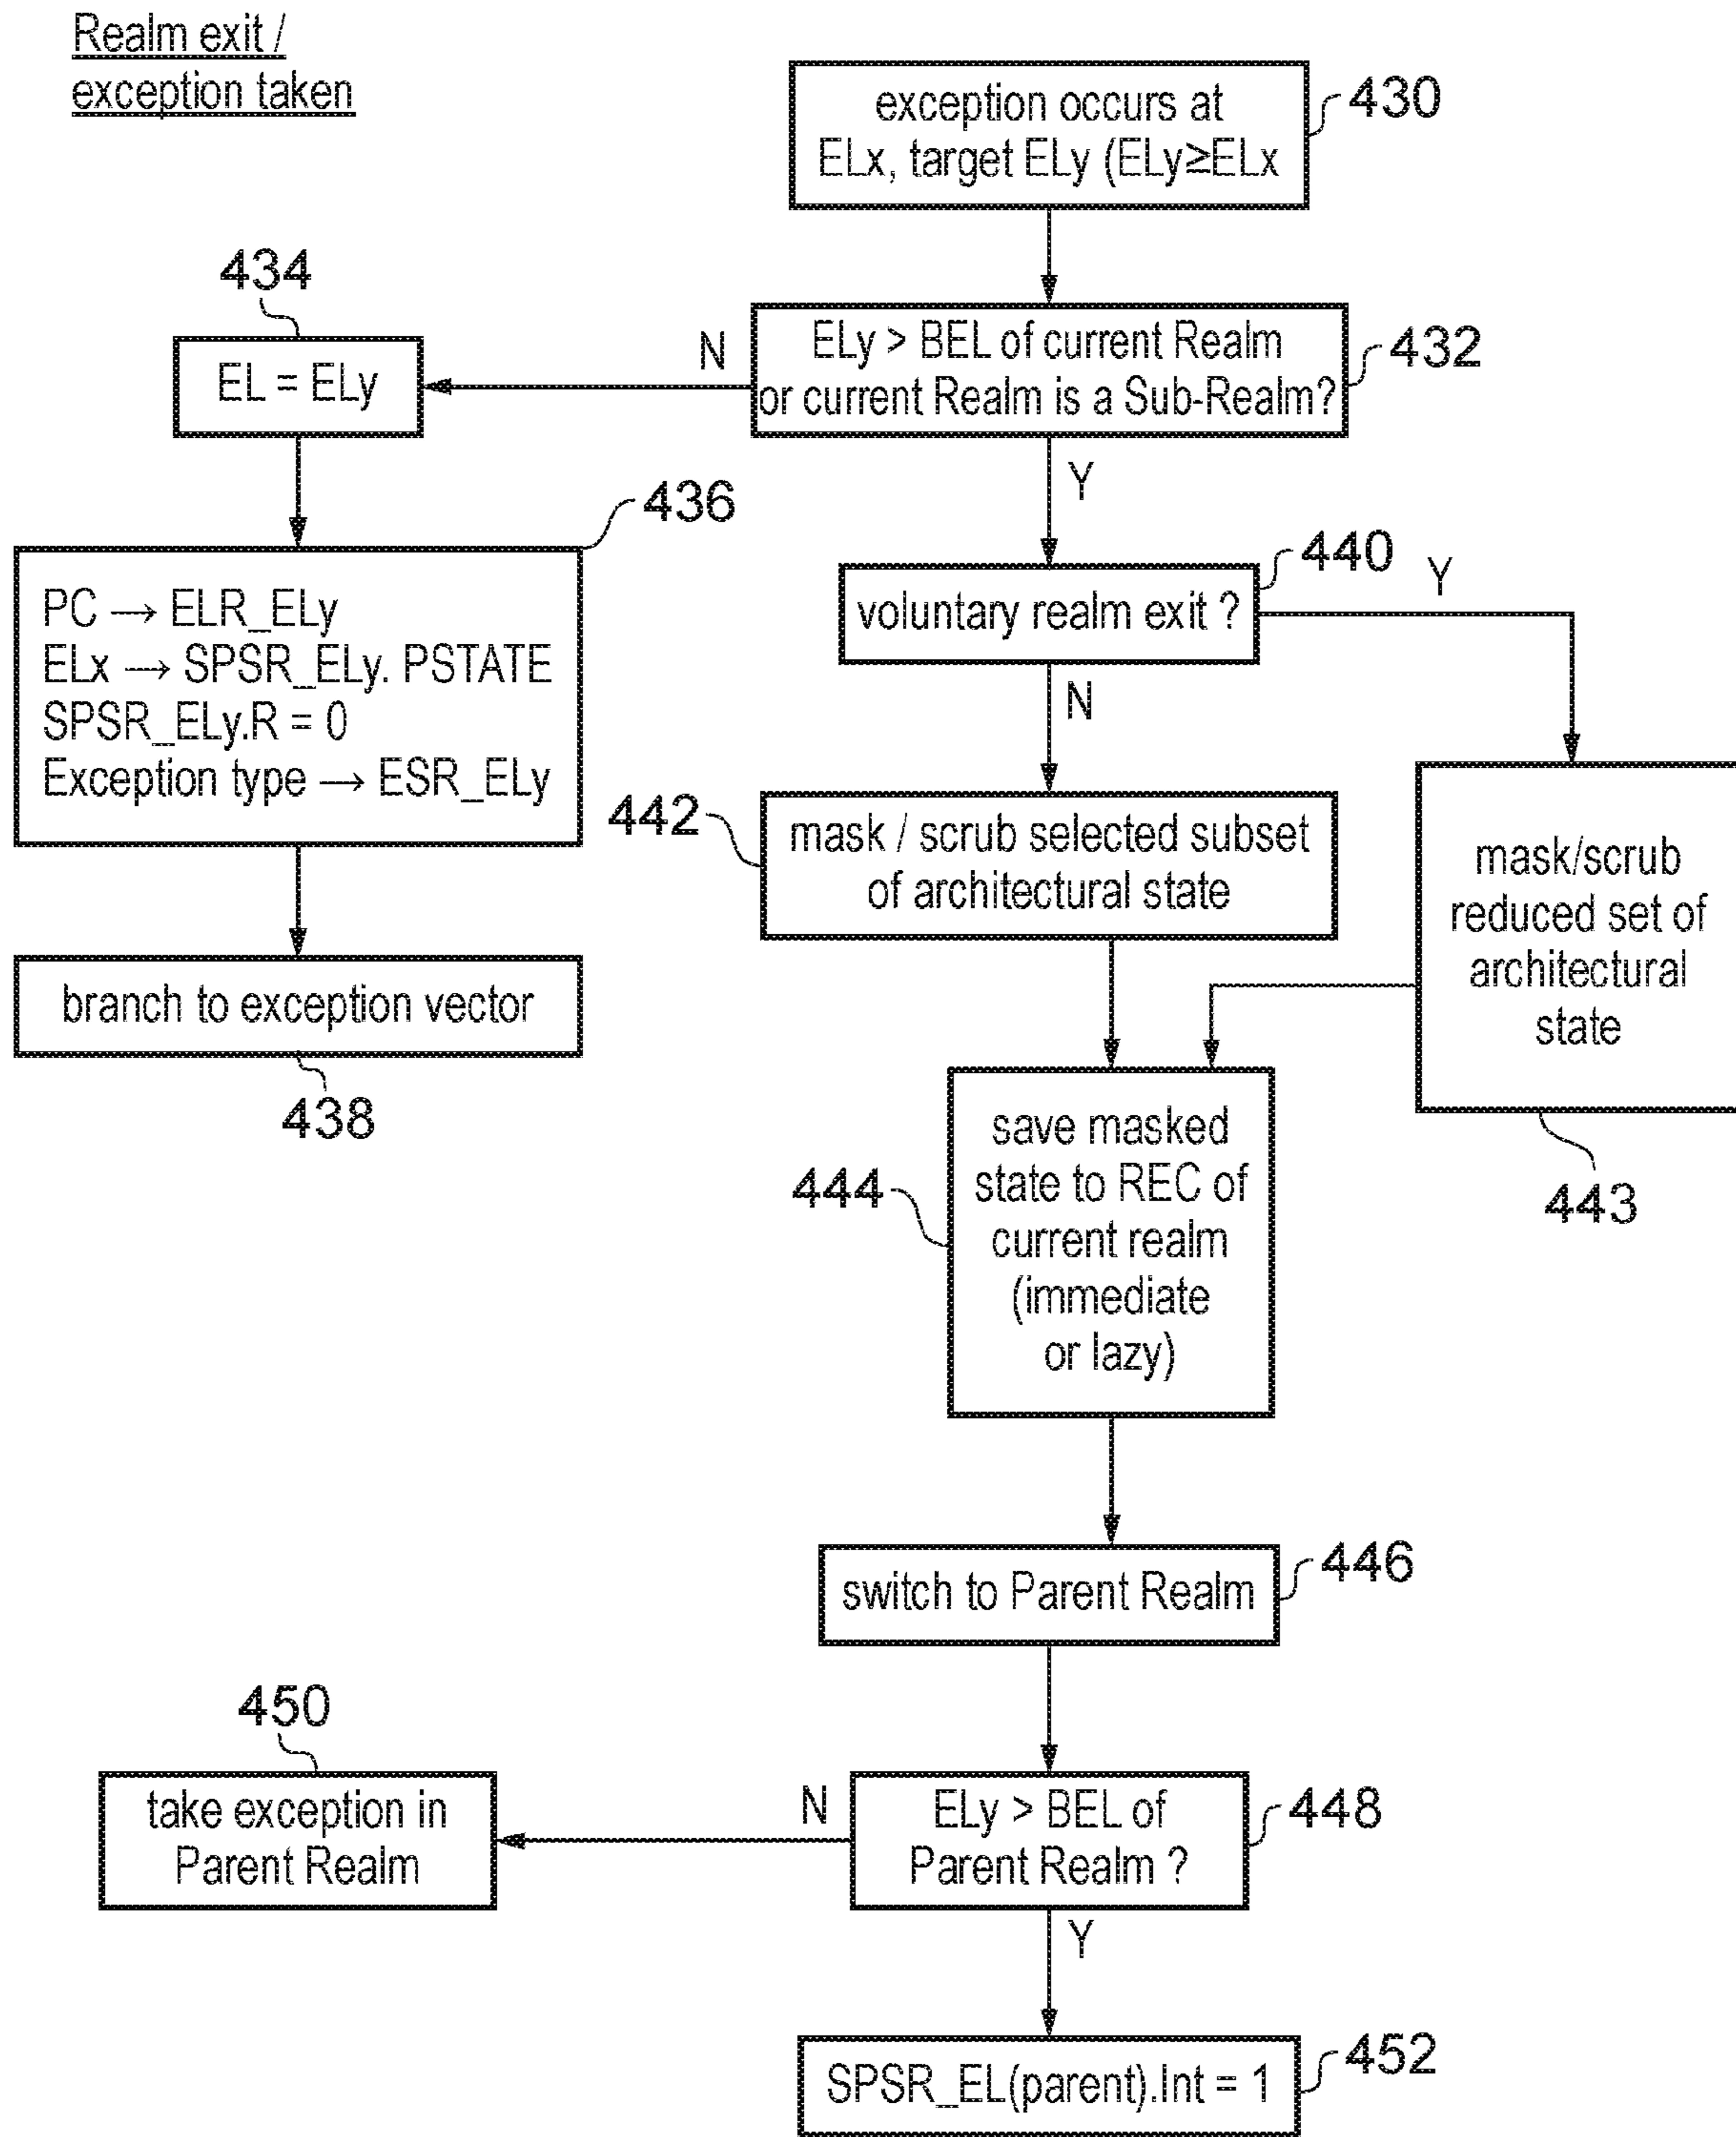 Realm exit /
exception taken
exception occurs at
ELx, target ELy (ELy≥ELx
430
ELy > BEL of current Realm
or current Realm is a Sub-Realm?
432
N
Y
434
EL = ELy
436
PC → ELR_ELy
ELx → SPSR_ELy. PSTATE
SPSR_ELy.R = 0
Exception type → ESR_ELy
branch to exception vector
438
voluntary realm exit ?
440
Y
N
442
mask / scrub selected subset
of architectural state
mask/scrub
reduced set of
architectural
state
443
444
save masked
state to REC of
current realm
(immediate
or lazy)
switch to Parent Realm
446
ELy > BEL of
Parent Realm ?
448
N
Y
450
take exception in
Parent Realm
SPSR_EL(parent).Int = 1
452